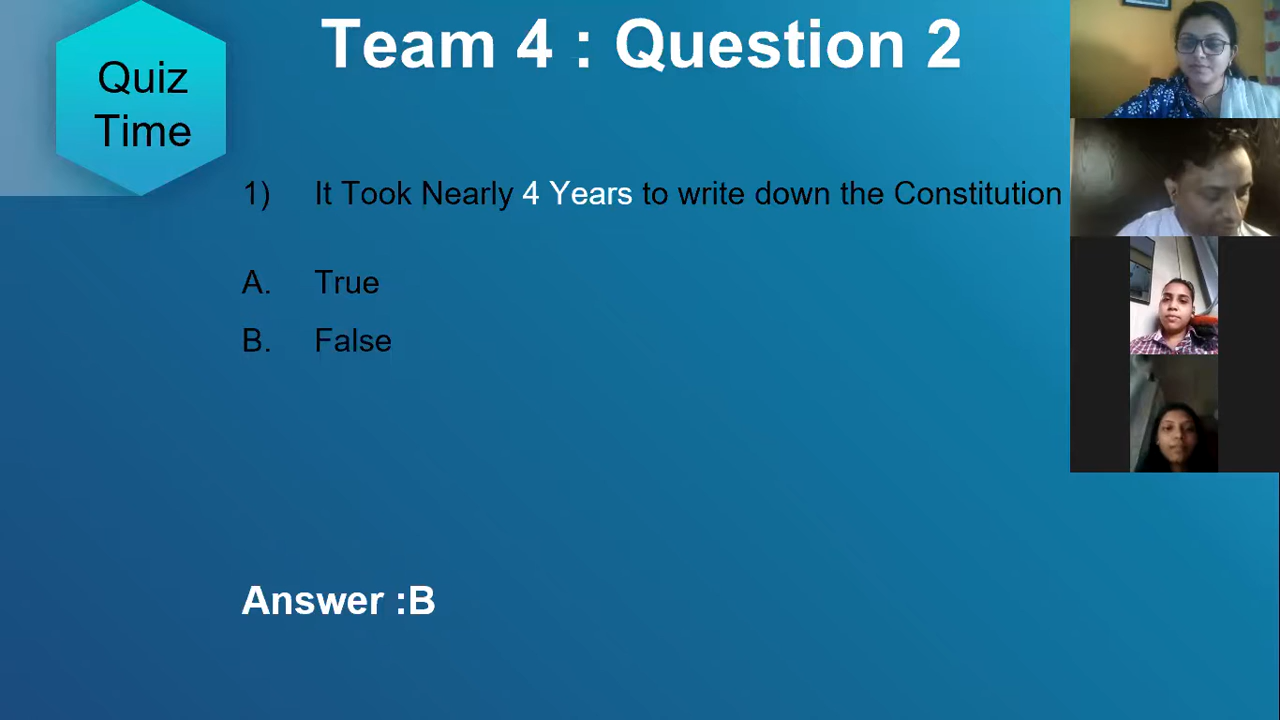 Quiz
Time
Team 4 : Question 2
1) It Took Nearly 4 Years to write down the Constitution
A. True
B. False
Answer :B